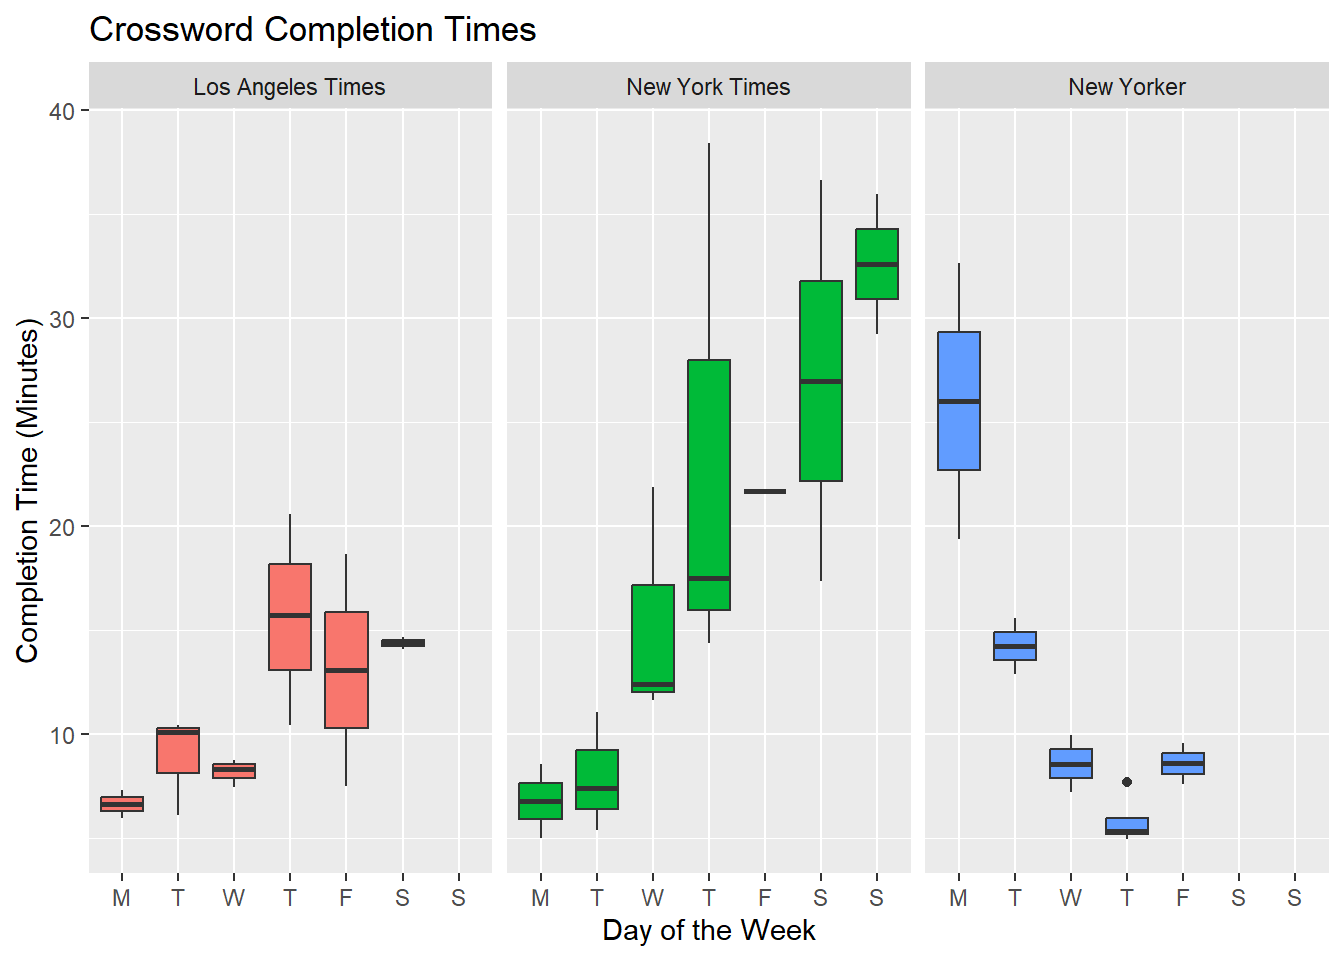 Crossword Completion Times
Los Angeles Times
New York Times
New Yorker
Completion Time (Minutes)
40
30
20
10
M T W T F S S
M T W T F S S
M T W T F S S
Day of the Week